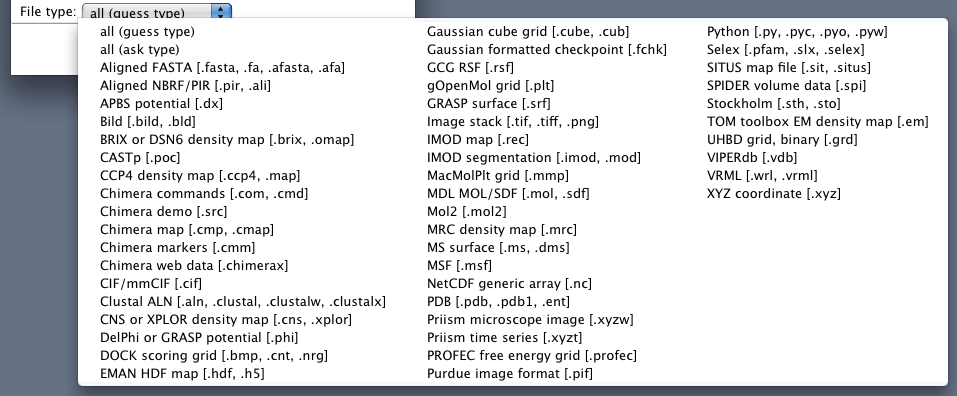 File type: all (guess type)
all (guess type)
all (ask type)
Aligned FASTA [.fasta, .fa, .afasta, .afa]
Aligned NBRF/PIR [.pir, .ali]
APBS potential [.dx]
Bild [.bild, .bld]
BRIX or DSN6 density map [.brix, .omap]
CASTp [.poc]
CCP4 density map [.ccp4, .map]
Chimera commands [.com, .cmd]
Chimera demo [.src]
Chimera map [.cmp, .cmap]
Chimera markers [.cmm]
Chimera web data [.chimerax]
CIF/mmCIF [.cif]
Clustal ALN [.aln, .clustal, .clustalw, .clustalx]
CNS or XPLOR density map [.cns, .xplor]
DelPhi or GRASP potential [.phi]
DOCK scoring grid [.bmp, .cnt, .nrg]
EMAN HDF map [.hdf, .h5]
Gaussian cube grid [.cube, .cub]
Gaussian formatted checkpoint [.fchk]
GCG RSF [.rsf]
gOpenMol grid [.plt]
GRASP surface [.srf]
Image stack [.tif, .tiff, .png]
IMOD map [.rec]
IMOD segmentation [.imod, .mod]
MacMolPlt grid [.mmp]
MDL MOL/SDF [.mol, .sdf]
Mol2 [.mol2]
MRC density map [.mrc]
MS surface [.ms, .dms]
MSF [.msf]
NetCDF generic array [.nc]
PDB [.pdb, .pdb1, .ent]
Priism microscope image [.xyzw]
Priism time series [.xyzt]
PROFEC free energy grid [.profec]
Purdue image format [.pif]
Python [.py, .pyc, .pyo, .pyw]
Selex [.pfam, .slx, .selex]
SITUS map file [.sit, .situs]
SPIDER volume data [.spi]
Stockholm [.sth, .sto]
TOM toolbox EM density map [.em]
UHBD grid, binary [.grd]
VIPERdb [.vdb]
VRML [.wrl, .vrml]
XYZ coordinate [.xyz]